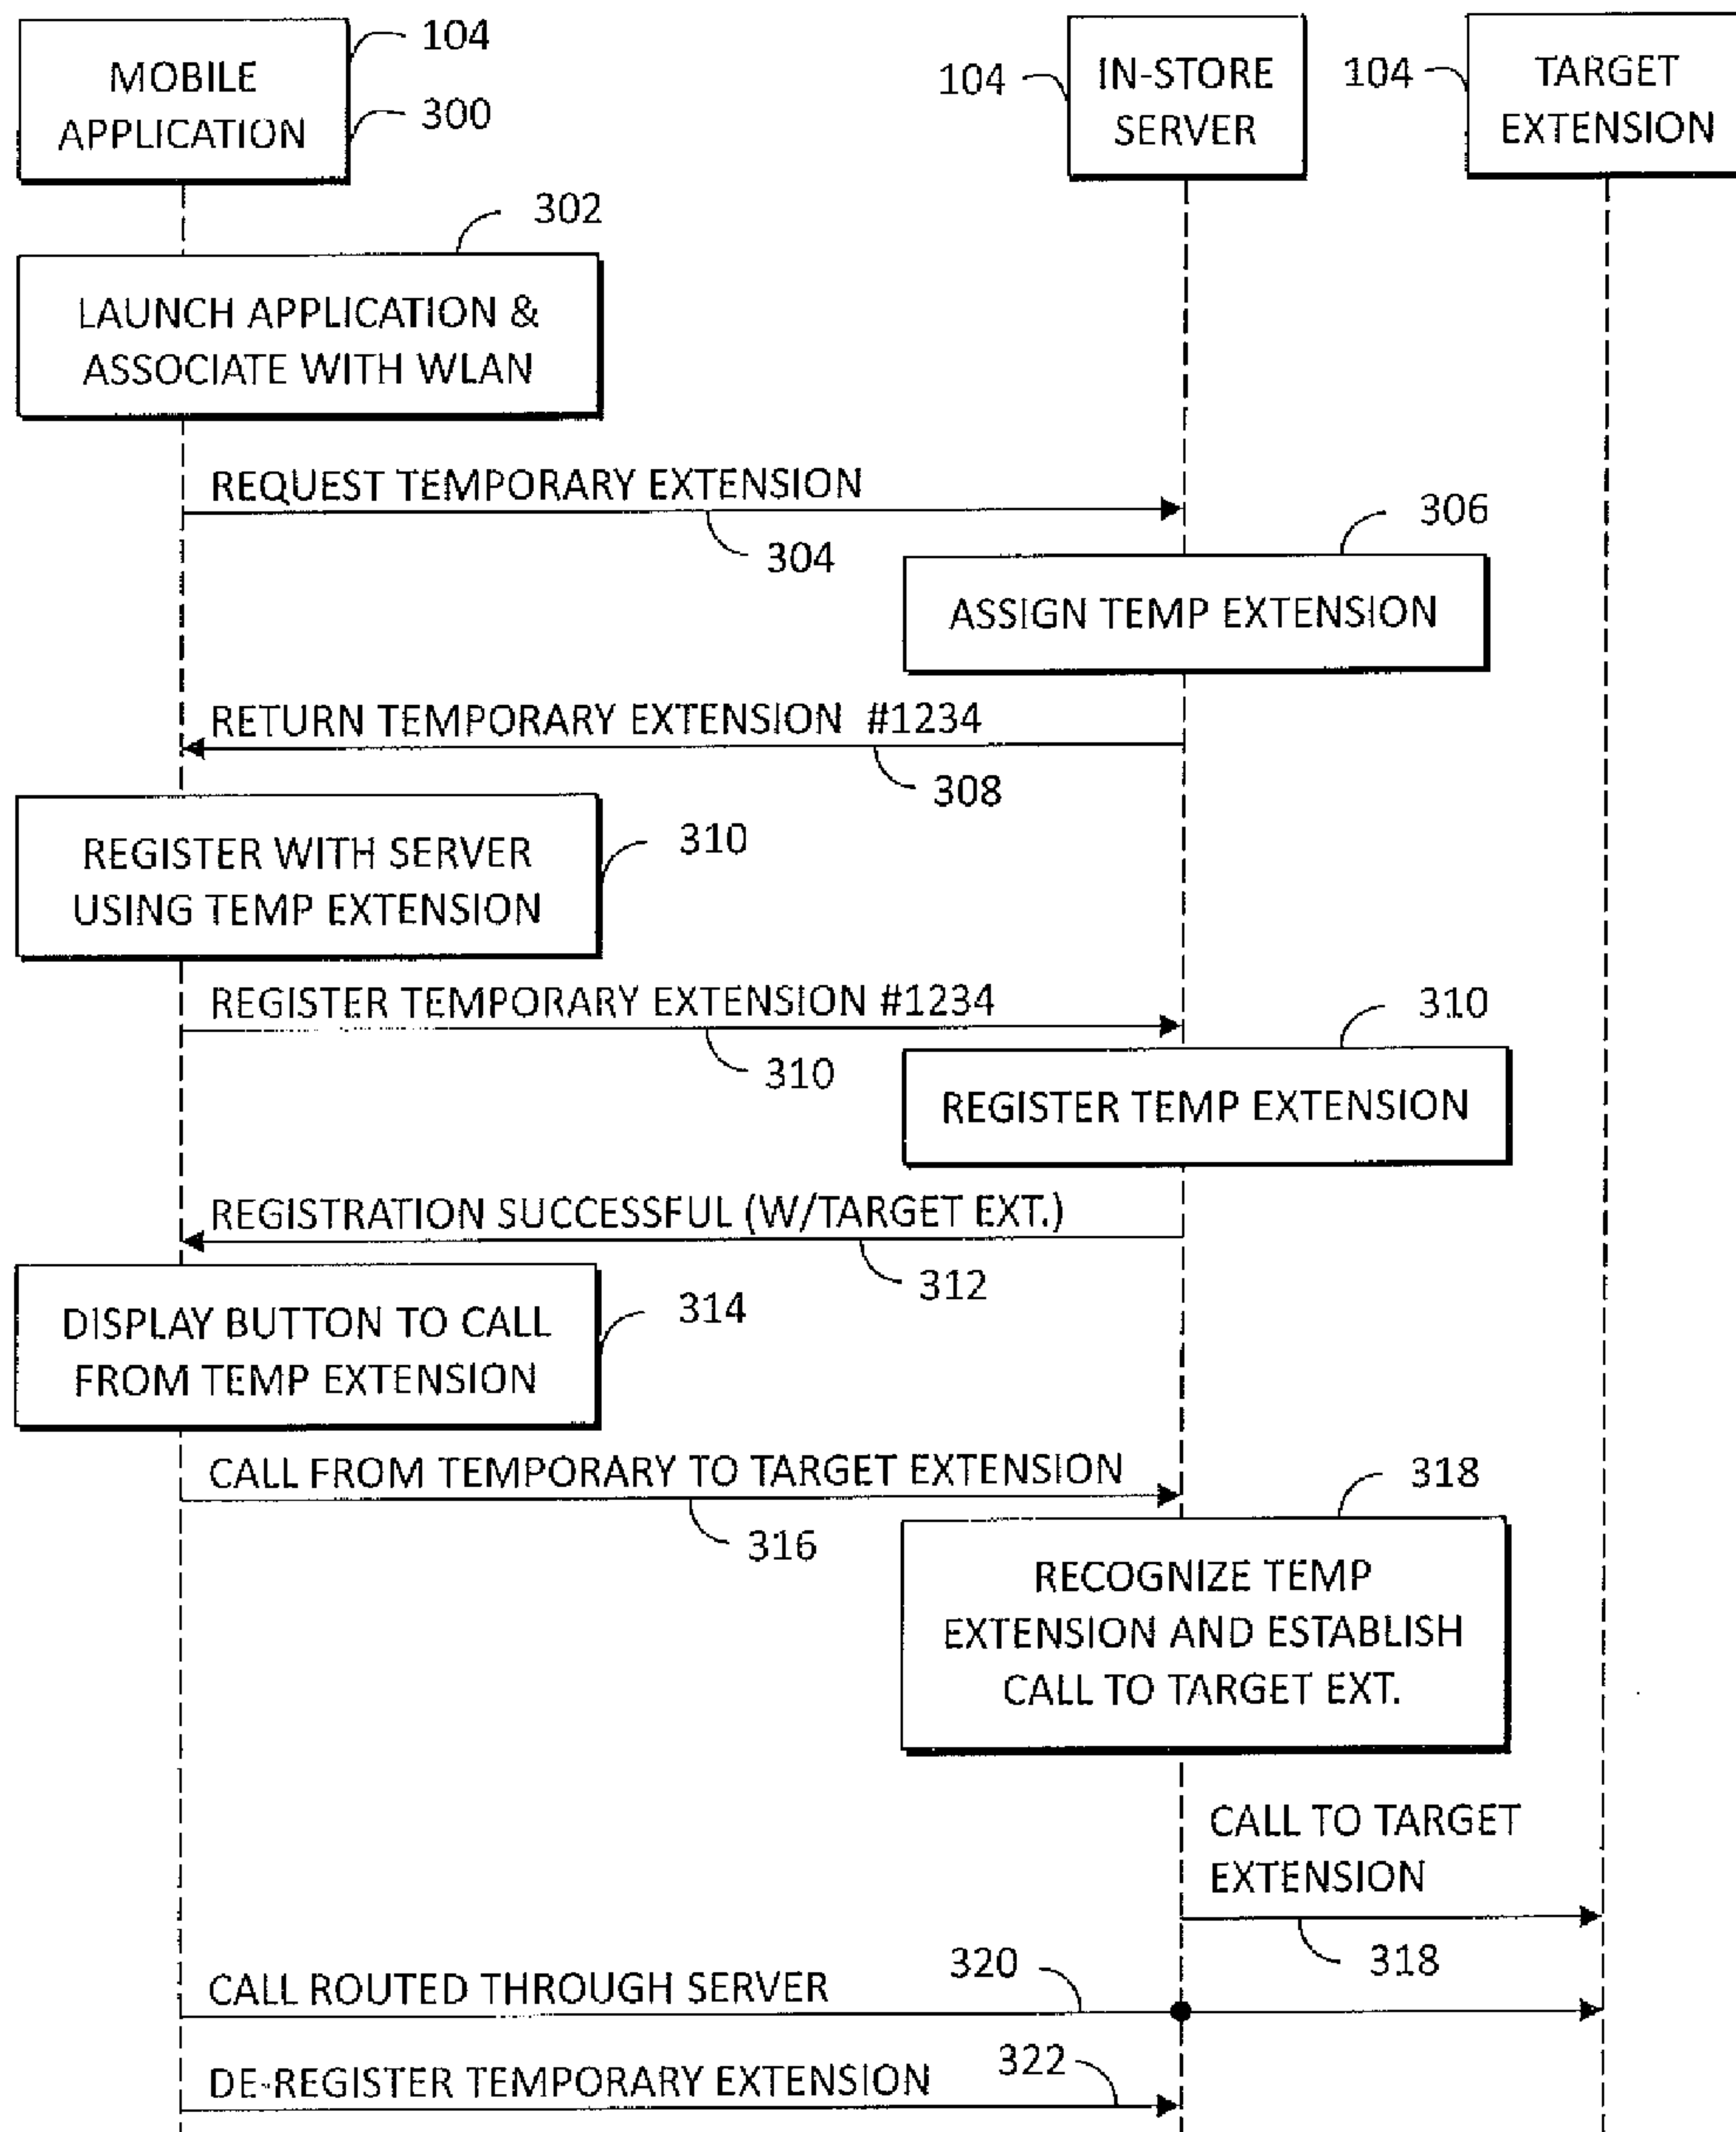 MOBILE
APPLICATION
104
300
104
IN-STORE
SERVER
104
TARGET
EXTENSION
302
LAUNCH APPLICATION &
ASSOCIATE WITH WLAN
REQUEST TEMPORARY EXTENSION
304
306
ASSIGN TEMP EXTENSION
RETURN TEMPORARY EXTENSION #1234
308
REGISTER WITH SERVER
USING TEMP EXTENSION
310
REGISTER TEMPORARY EXTENSION #1234
310
310
REGISTER TEMP EXTENSION
REGISTRATION SUCCESSFUL (W/TARGET EXT.)
312
DISPLAY BUTTON TO CALL
FROM TEMP EXTENSION
314
CALL FROM TEMPORARY TO TARGET EXTENSION
316
318
RECOGNIZE TEMP
EXTENSION AND ESTABLISH
CALL TO TARGET EXT.
CALL TO TARGET
EXTENSION
318
CALL ROUTED THROUGH SERVER
320
DE-REGISTER TEMPORARY EXTENSION
322